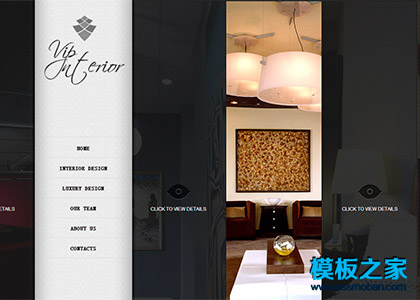 Vip
Interior
HOME
INTERIOR DESIGN
LUXURY DESIGN
OUR TEAM
ABOUT US
CONTACTS
DETAILS
CLICK TO VIEW DETAILS
CLICK TO VIEW DETAILS
模板之家